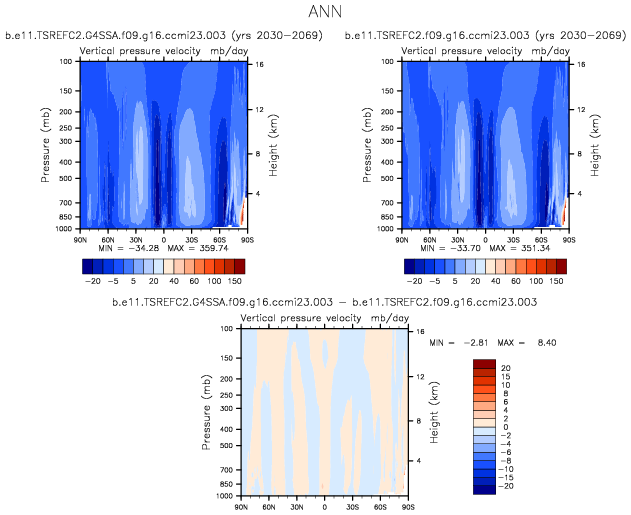 ANN
b.e11.TSREFC2.G4SSA.f09.g16.ccmi23.003 (yrs 2030-2069)
Vertical pressure velocity mb/day
Pressure (mb)
100
150
200
250
300
400
500
700
850
1000
16
12
8
4
Height (km)
90N 60N 30N 0 30S 60S 90S
MIN = -34.28 MAX = 359.74
-20 -5 5 20 40 60 100 150
b.e11.TSREFC2.f09.g16.ccmi23.003 (yrs 2030-2069)
Vertical pressure velocity mb/day
Pressure (mb)
100
150
200
250
300
400
500
700
850
1000
16
12
8
4
Height (km)
90N 60N 30N 0 30S 60S 90S
MIN = -33.70 MAX = 351.34
-20 -5 5 20 40 60 100 150
b.e11.TSREFC2.G4SSA.f09.g16.ccmi23.003 - b.e11.TSREFC2.f09.g16.ccmi23.003
Vertical pressure velocity mb/day
Pressure (mb)
100
150
200
250
300
400
500
700
850
1000
16
12
8
4
Height (km)
90N 60N 30N 0 30S 60S 90S
MIN = -2.81 MAX = 8.40
20
15
10
8
6
4
2
0
-2
-4
-6
-8
-10
-15
-20